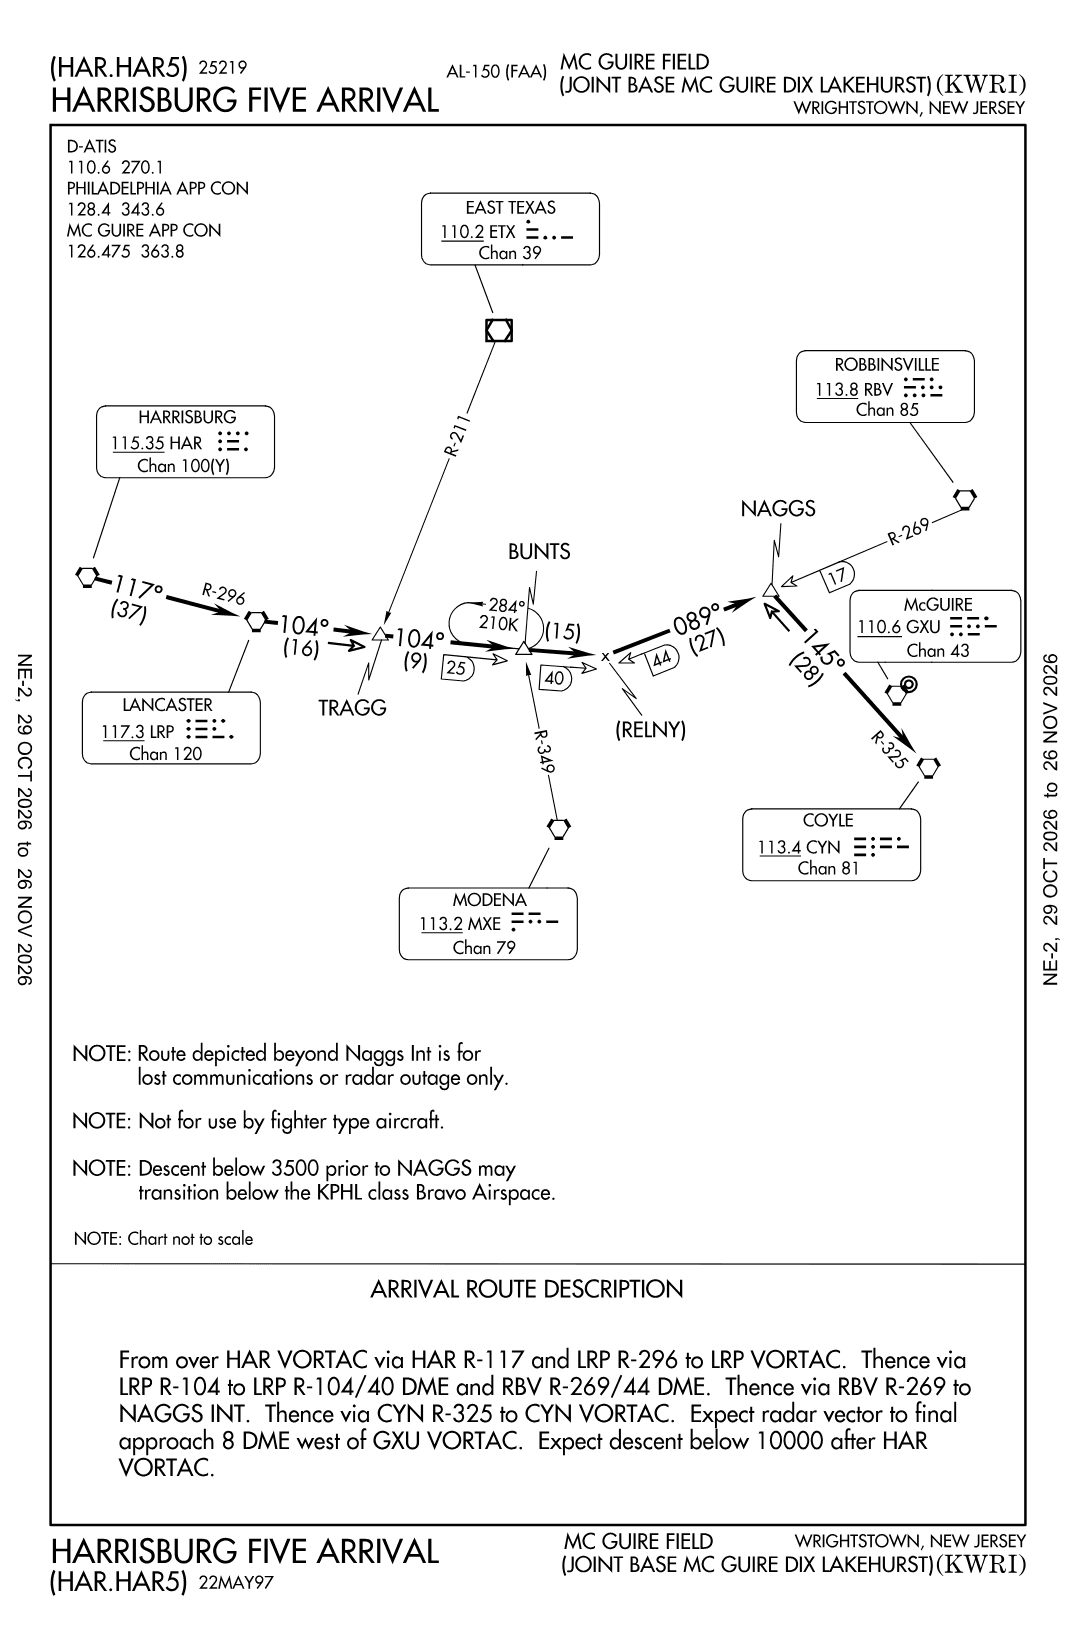 (HAR.HAR5) 25219
HARRISBURG FIVE ARRIVAL
AL-150 (FAA)
MC GUIRE FIELD
(JOINT BASE MC GUIRE DIX LAKEHURST) (KWRI)
WRIGHTSTOWN, NEW JERSEY
D-ATIS
110.6 270.1
PHILADELPHIA APP CON
128.4 343.6
MC GUIRE APP CON
126.475 363.8
EAST TEXAS
110.2 ETX
Chan 39
ROBBINSVILLE
113.8 RBV
Chan 85
HARRISBURG
115.35 HAR
Chan 100(Y)
R-211
NAGGS
R-269
17
BUNTS
117°
(37)
R-296
104°
(16)
104°
(9)
284°
210K
25
(15)
40
44
089°
(27)
McGUIRE
110.6 GXU
Chan 43
145°
(28)
R-325
TRAGG
(RELNY)
LANCASTER
117.3 LRP
Chan 120
R-349
COYLE
113.4 CYN
Chan 81
MODENA
113.2 MXE
Chan 79
NE-2, 29 OCT 2026 to 26 NOV 2026
NE-2, 29 OCT 2026 to 26 NOV 2026
NOTE: Route depicted beyond Naggs Int is for
lost communications or radar outage only.
NOTE: Not for use by fighter type aircraft.
NOTE: Descent below 3500 prior to NAGGS may
transition below the KPHL class Bravo Airspace.
NOTE: Chart not to scale
ARRIVAL ROUTE DESCRIPTION
From over HAR VORTAC via HAR R-117 and LRP R-296 to LRP VORTAC. Thence via
LRP R-104 to LRP R-104/40 DME and RBV R-269/44 DME. Thence via RBV R-269 to
NAGGS INT. Thence via CYN R-325 to CYN VORTAC. Expect radar vector to final
approach 8 DME west of GXU VORTAC. Expect descent below 10000 after HAR
VORTAC.
HARRISBURG FIVE ARRIVAL
(HAR.HAR5) 22MAY97
MC GUIRE FIELD
WRIGHTSTOWN, NEW JERSEY
(JOINT BASE MC GUIRE DIX LAKEHURST) (KWRI)